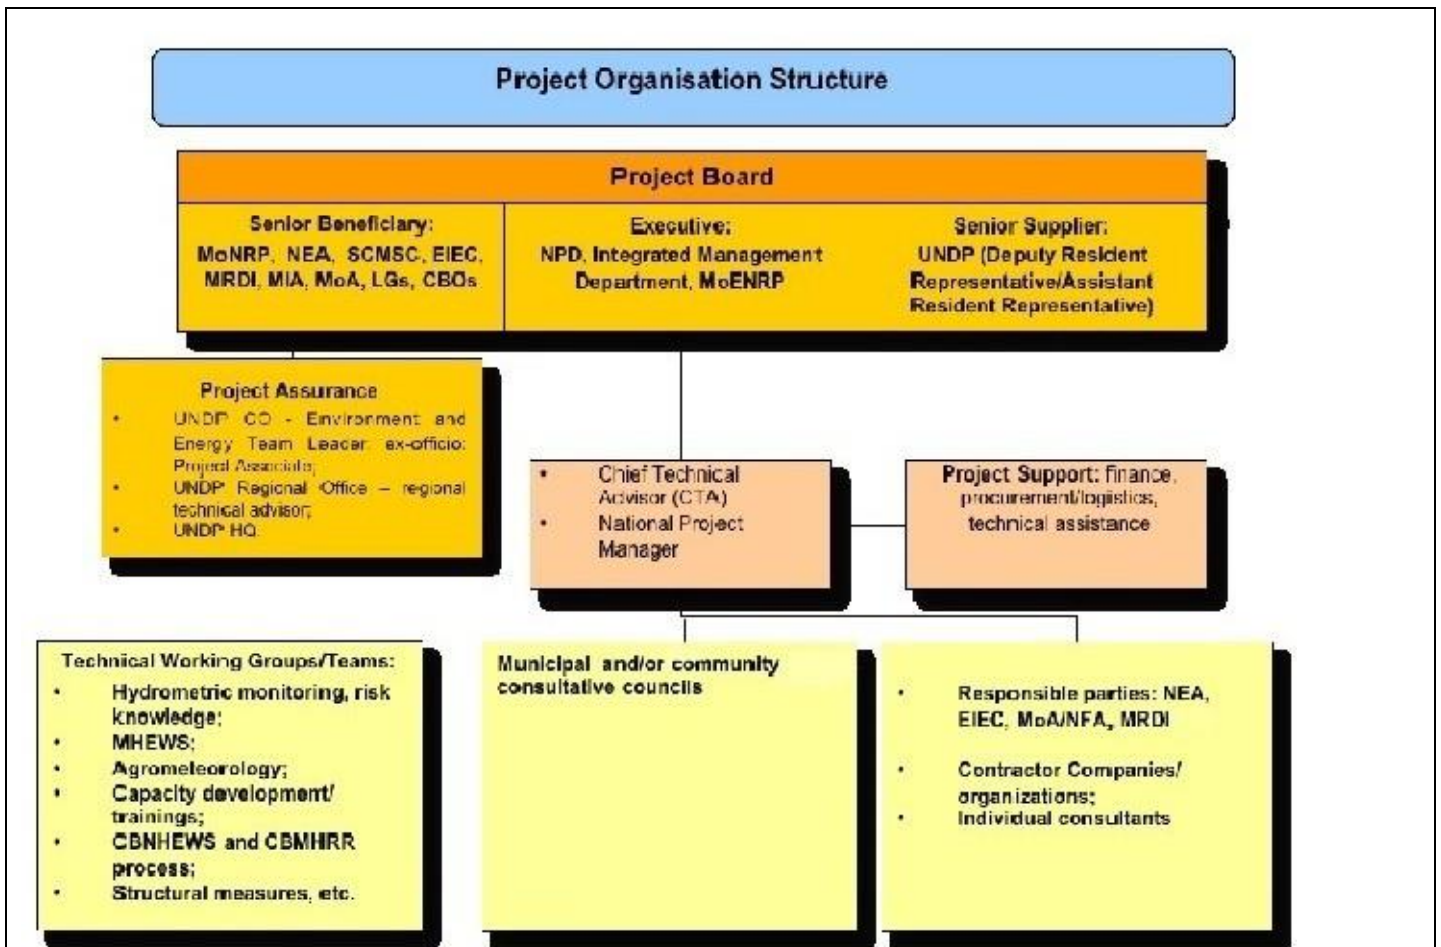 Project Organisation Structure
Project Board
Senior Beneficiary:
MoNRP, NEA, SCMSC, EIEC,
MRDI, MIA, MoA, LGs, CBOs
Executive:
NPD, Integrated Management
Department, MoENRP
Senior Supplier:
UNDP (Deputy Resident
Representative/Assistant
Resident Representative)
Project Assurance
• UNDP CO - Environment and
Energy Team Leader ex-officio:
Project Associate;
• UNDP Regional Office – regional
technical advisor;
• UNDP HQ.
• Chief Technical
Advisor (CTA)
• National Project
Manager
Project Support: finance,
procurement/logistics,
technical assistance
Technical Working Groups/Teams:
• Hydrometric monitoring, risk
knowledge;
• MHEWS;
• Agrometeorology;
• Capacity development/
trainings;
• CBNHEWS and CBMHRR
process;
• Structural measures, etc.
Municipal and/or community
consultative councils
• Responsible parties: NEA,
EIEC, MoA/NFA, MRDI
• Contractor Companies/
organizations;
• Individual consultants